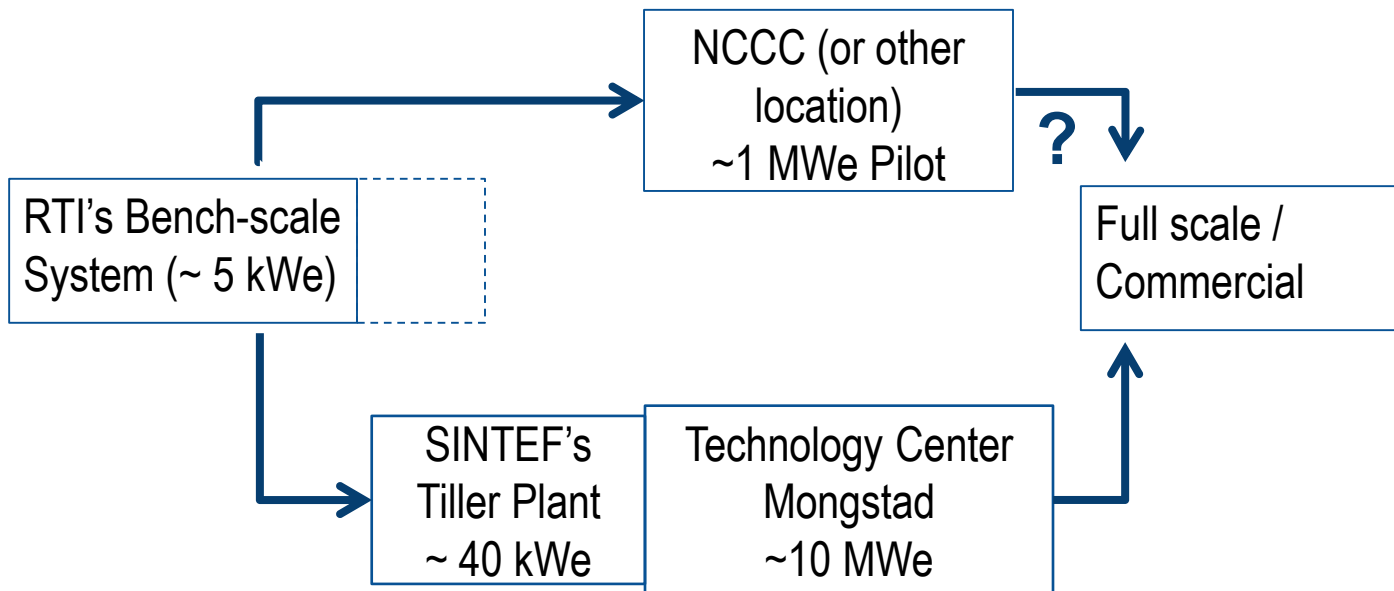 NCCC (or other
location)
~1 MWe Pilot
?
RTI’s Bench-scale
System (~ 5 kWe)
Full scale /
Commercial
SINTEF’s
Tiller Plant
~ 40 kWe
Technology Center
Mongstad
~10 MWe